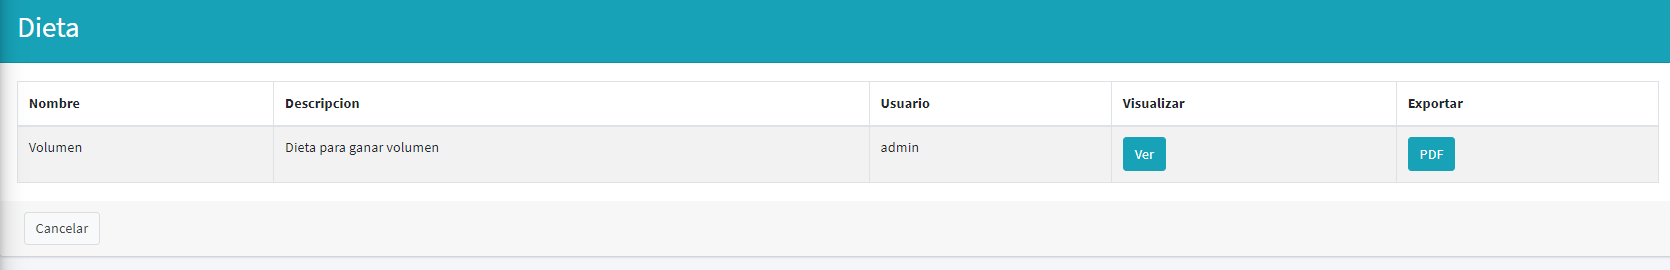 Dieta
Nombre Descripcion Usuario Visualizar Exportar
Volumen Dieta para ganar volumen admin Ver PDF
Cancelar